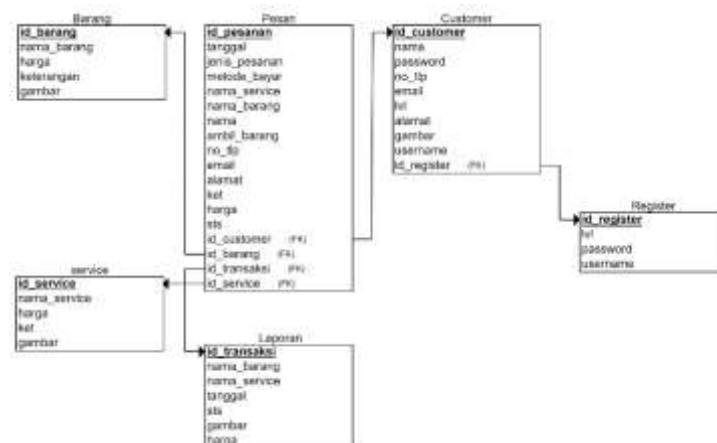 Barang
id_barang
nama_barang
harga
keterangan
gambar
Pesan
id_pesanan
tanggal
jenis_pesanan
metode_bayar
nama_service
nama_barang
nama
ambil_barang
no_tlp
email
alamat
ket
harga
sts
id_customer (FK)
id_barang (FK)
id_transaksi (FK)
id_service (FK)
Customer
id_customer
nama
password
no_tlp
email
lvl
alamat
gambar
username
id_register (FK)
Register
id_register
lvl
password
username
service
id_service
nama_service
harga
ket
gambar
Laporan
id_transaksi
nama_barang
nama_service
tanggal
sts
gambar
harga